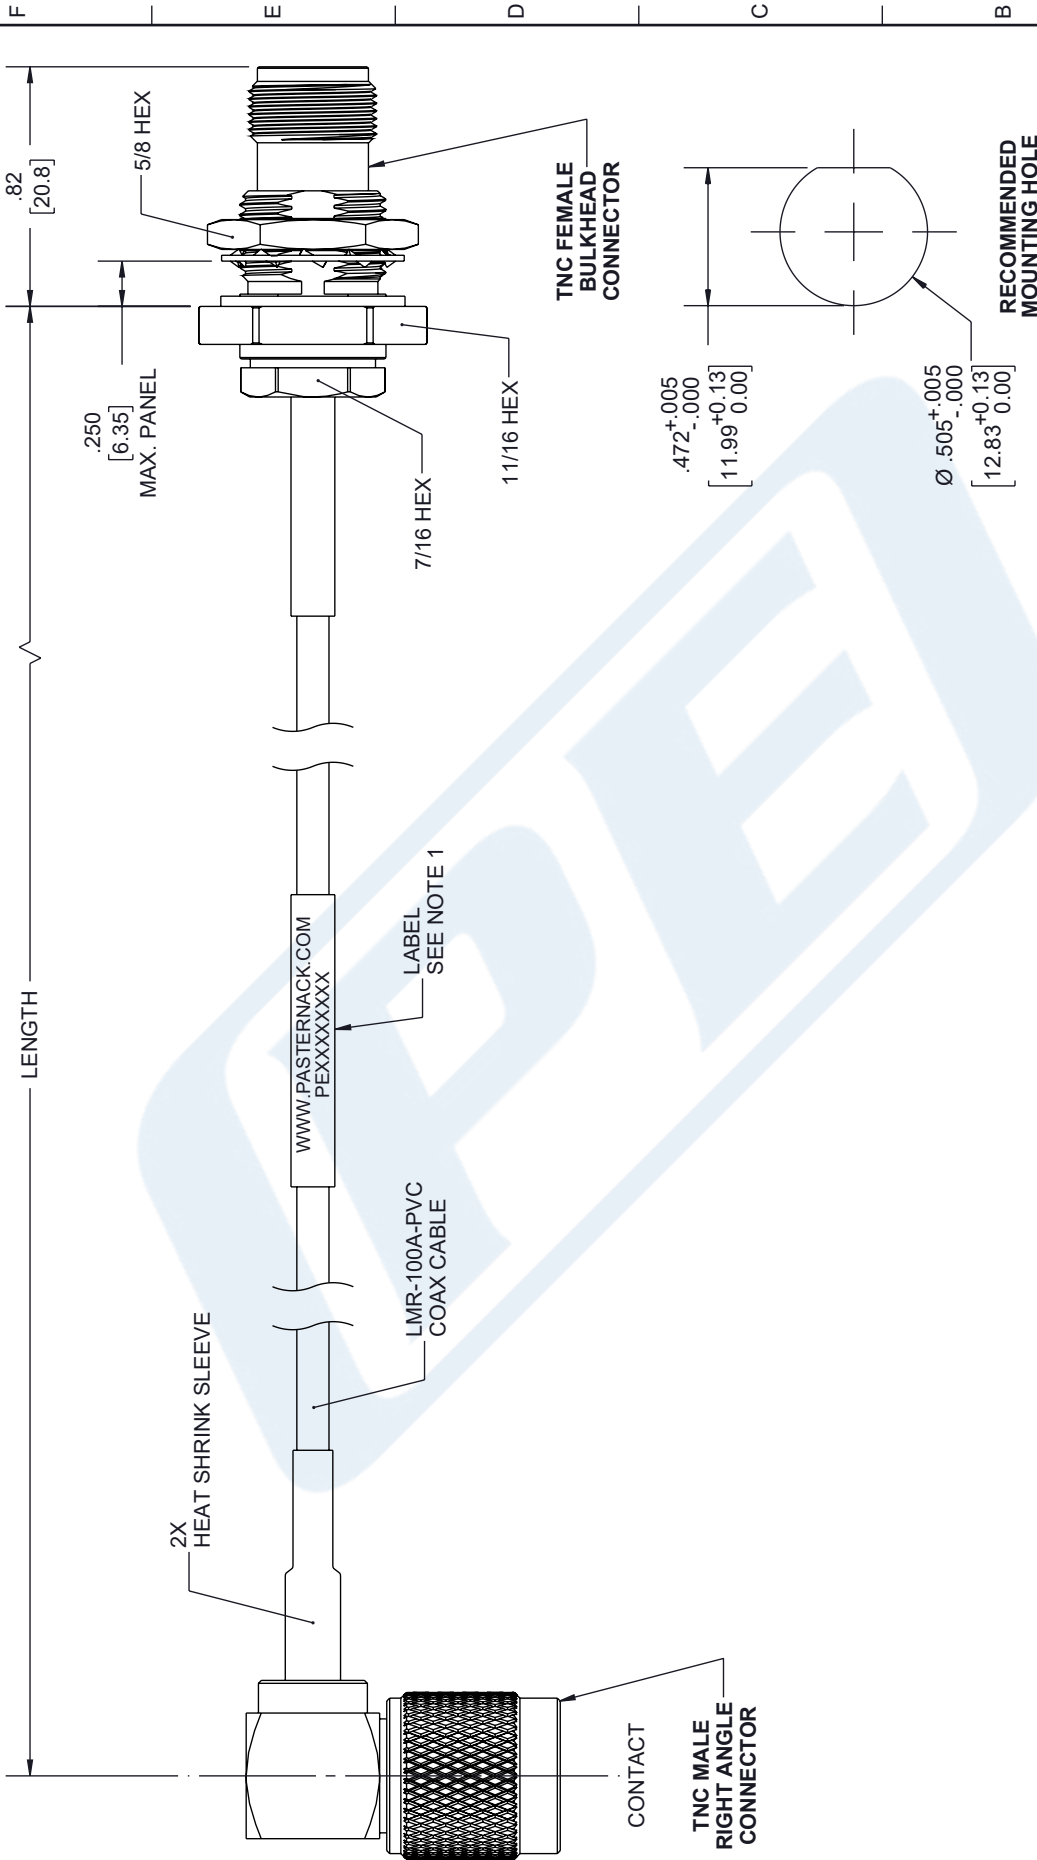 F
E
D
C
B
.82
[20.8]
5/8 HEX
.250
[6.35]
MAX. PANEL
LENGTH
7/16 HEX
11/16 HEX
TNC FEMALE
BULKHEAD
CONNECTOR
.472 +.005
-.000
[11.99 +0.13
0.00]
Ø .505 +.005
-.000
[12.83 +0.13
0.00]
RECOMMENDED
MOUNTING HOLE
WWW.PASTERNACK.COM
PEXXXXXXXXX
LABEL
SEE NOTE 1
LMR-100A-PVC
COAX CABLE
2X
HEAT SHRINK SLEEVE
CONTACT
TNC MALE
RIGHT ANGLE
CONNECTOR
PE